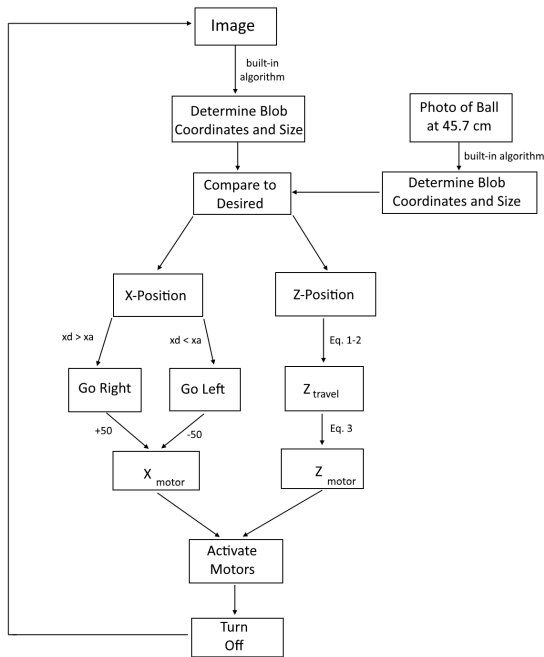 Image
built-in
algorithm
Determine Blob
Coordinates and Size
Photo of Ball
at 45.7 cm
built-in algorithm
Determine Blob
Coordinates and Size
Compare to
Desired
X-Position
Z-Position
xd > xa
xd < xa
Eq. 1-2
Go Right
Go Left
Z travel
+50
-50
Eq. 3
X motor
Z motor
Activate
Motors
Turn
Off